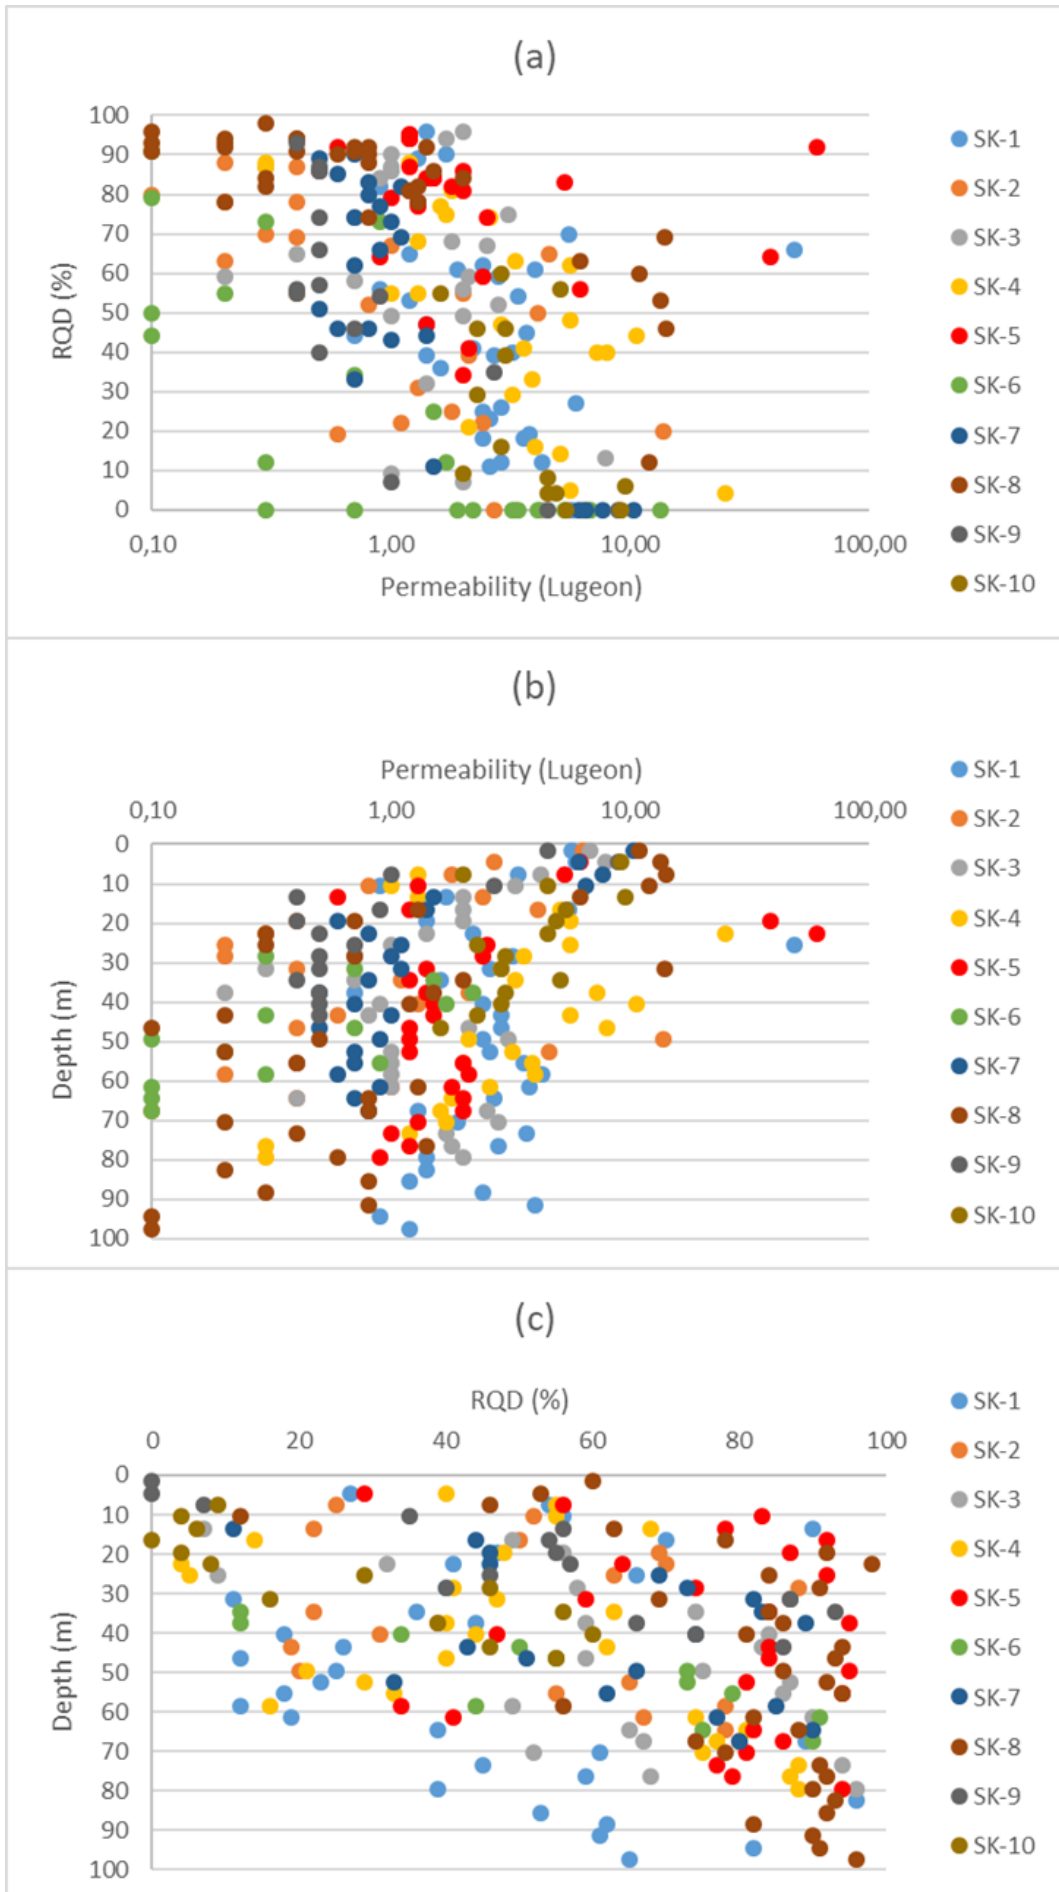 (a)
100
90
80
70
60
50
40
30
20
10
0
RQD (%)
0,10 1,00 10,00 100,00
Permeability (Lugeon)
SK-1
SK-2
SK-3
SK-4
SK-5
SK-6
SK-7
SK-8
SK-9
SK-10
(b)
Permeability (Lugeon)
0,10 1,00 10,00 100,00
0
10
20
30
40
50
60
70
80
90
100
Depth (m)
SK-1
SK-2
SK-3
SK-4
SK-5
SK-6
SK-7
SK-8
SK-9
SK-10
(c)
RQD (%)
0 20 40 60 80 100
0
10
20
30
40
50
60
70
80
90
100
Depth (m)
SK-1
SK-2
SK-3
SK-4
SK-5
SK-6
SK-7
SK-8
SK-9
SK-10